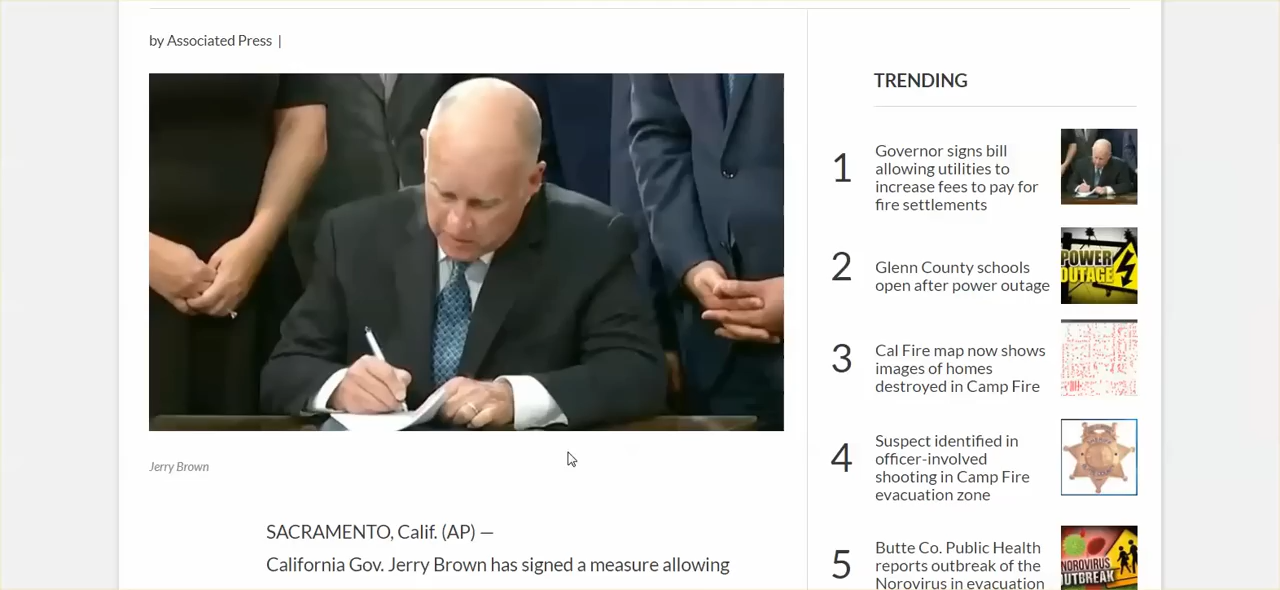 by Associated Press |
Jerry Brown
SACRAMENTO, Calif. (AP) —
California Gov. Jerry Brown has signed a measure allowing
TRENDING
1
Governor signs bill
allowing utilities to
increase fees to pay for
fire settlements
2
Glenn County schools
open after power outage
POWER
OUTAGE
3
Cal Fire map now shows
images of homes
destroyed in Camp Fire
4
Suspect identified in
officer-involved
shooting in Camp Fire
evacuation zone
5
Butte Co. Public Health
reports outbreak of the
Norovirus in evacuation
NOROVIRUS
OUTBREAK